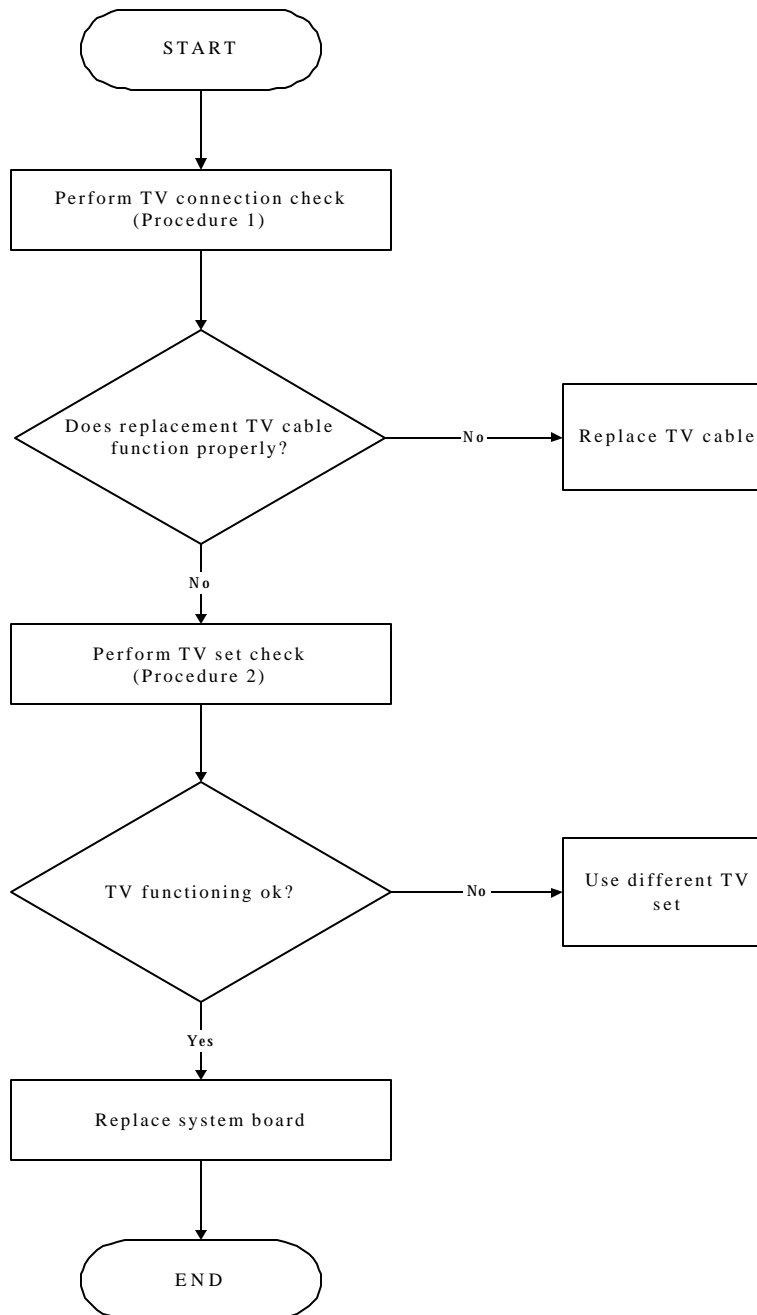 START
Perform TV connection check
(Procedure 1)
Does replacement TV cable
function properly?
No
Replace TV cable
No
Perform TV set check
(Procedure 2)
TV functioning ok?
No
Use different TV
set
Yes
Replace system board
END